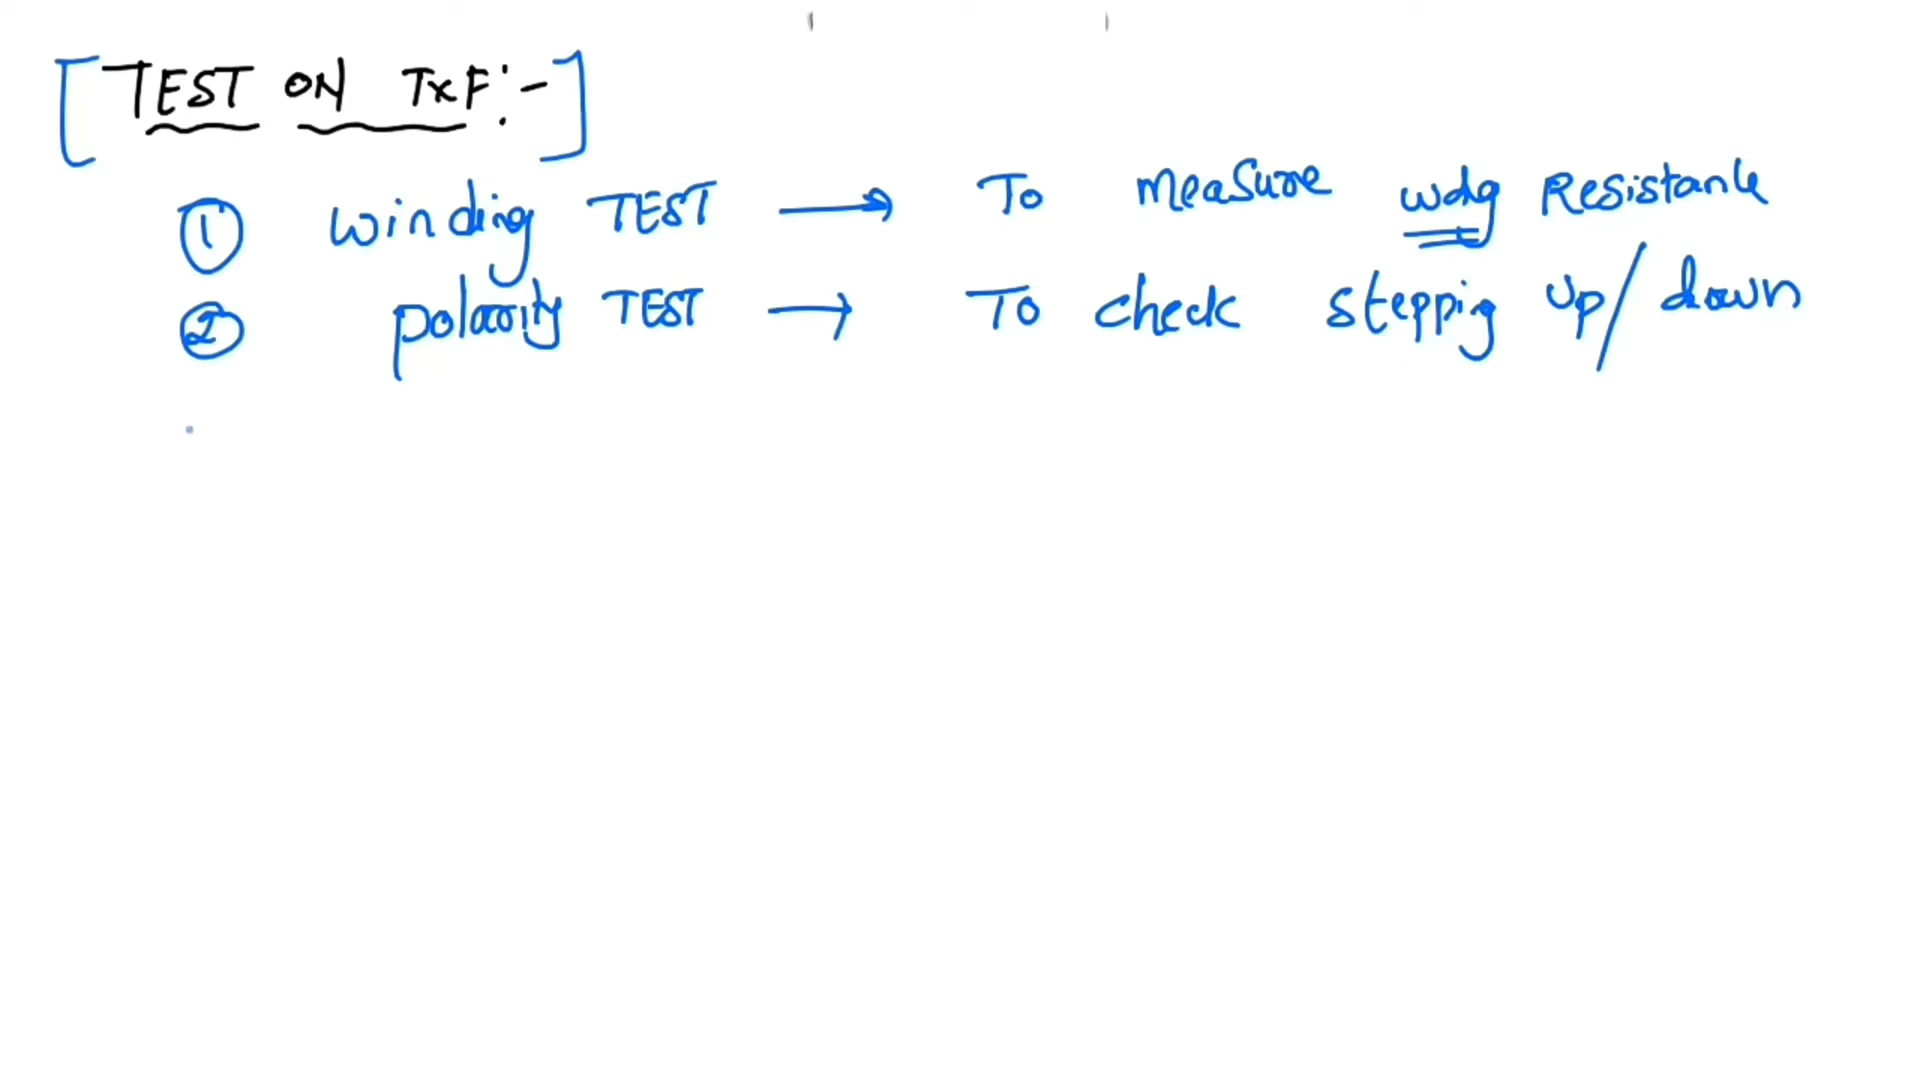 [TEST ON TXF:-]
① winding TEST → To measure wdg Resistance
② polarity TEST → To check stepping up/down